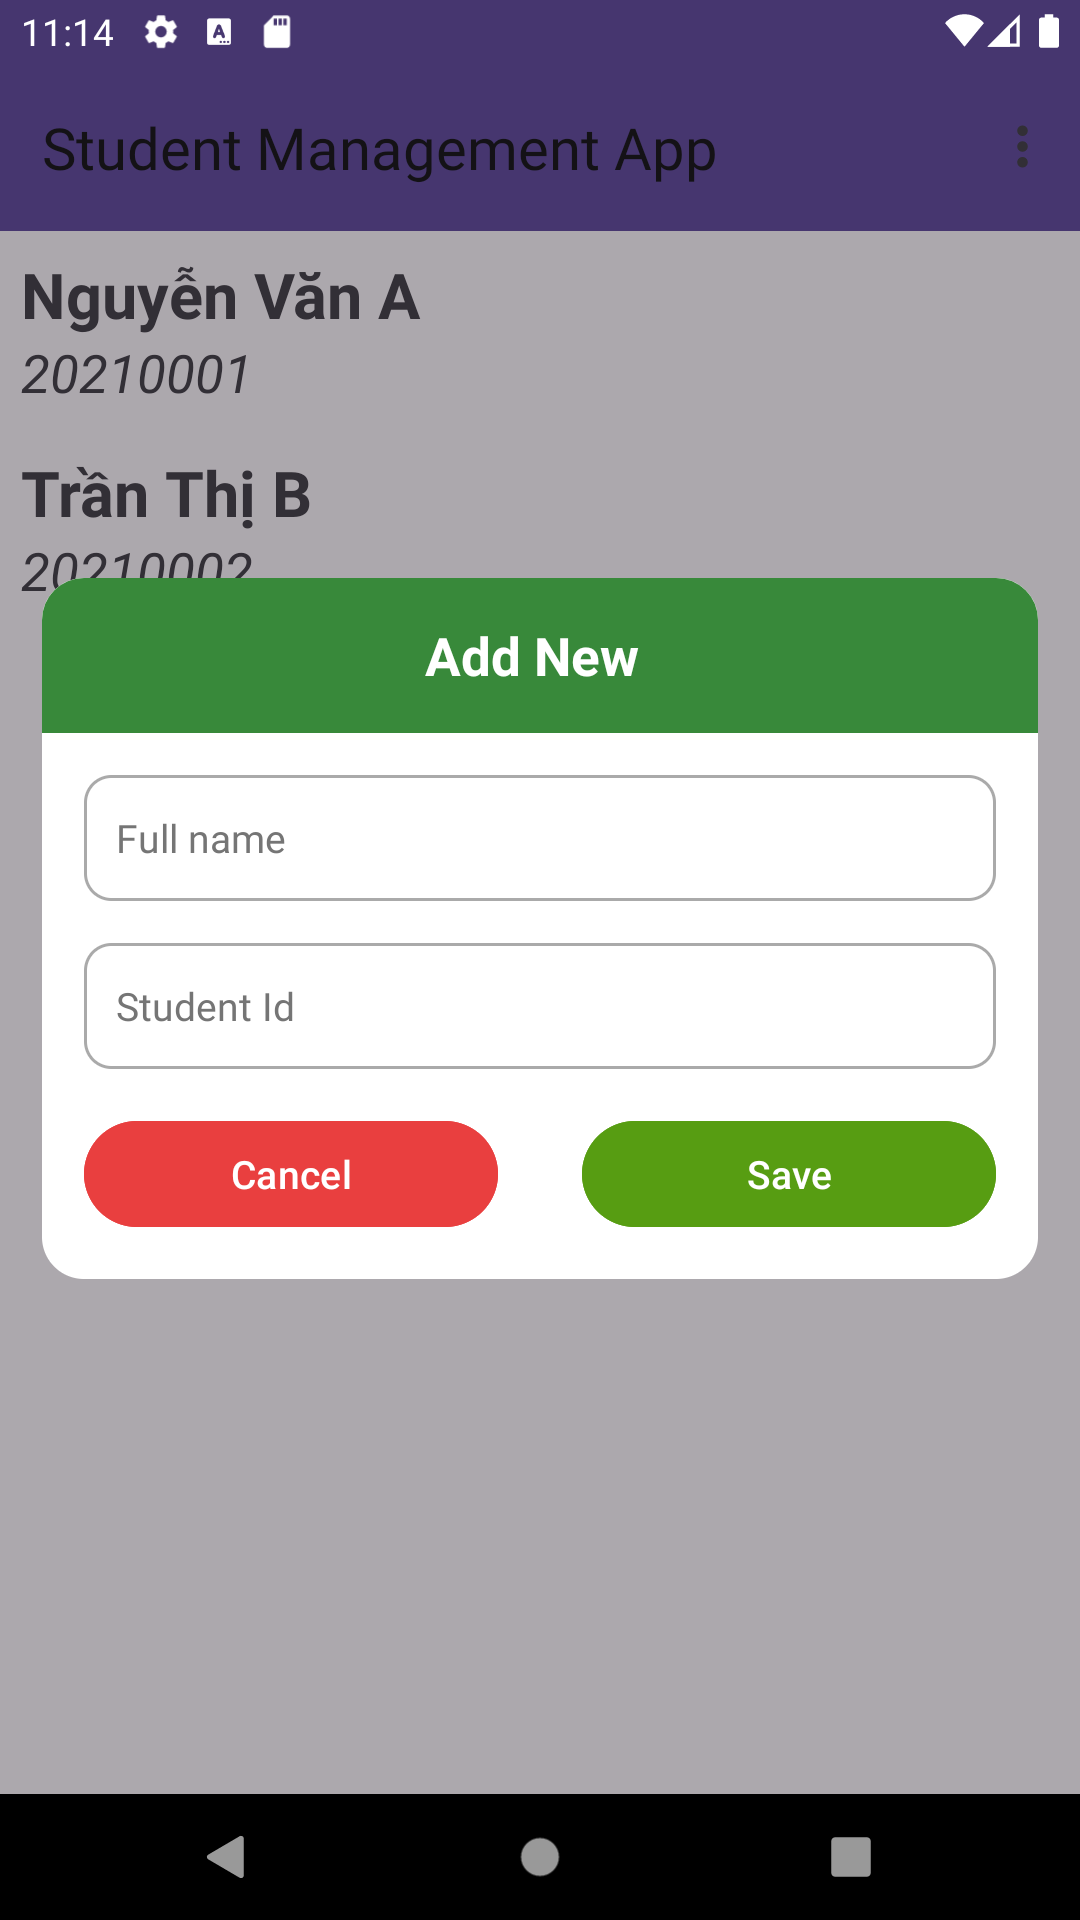 11:14
Student Management App
Nguyễn Văn A
20210001
Trần Thị B
20210002
Add New
Full name
Student Id
Cancel
Save